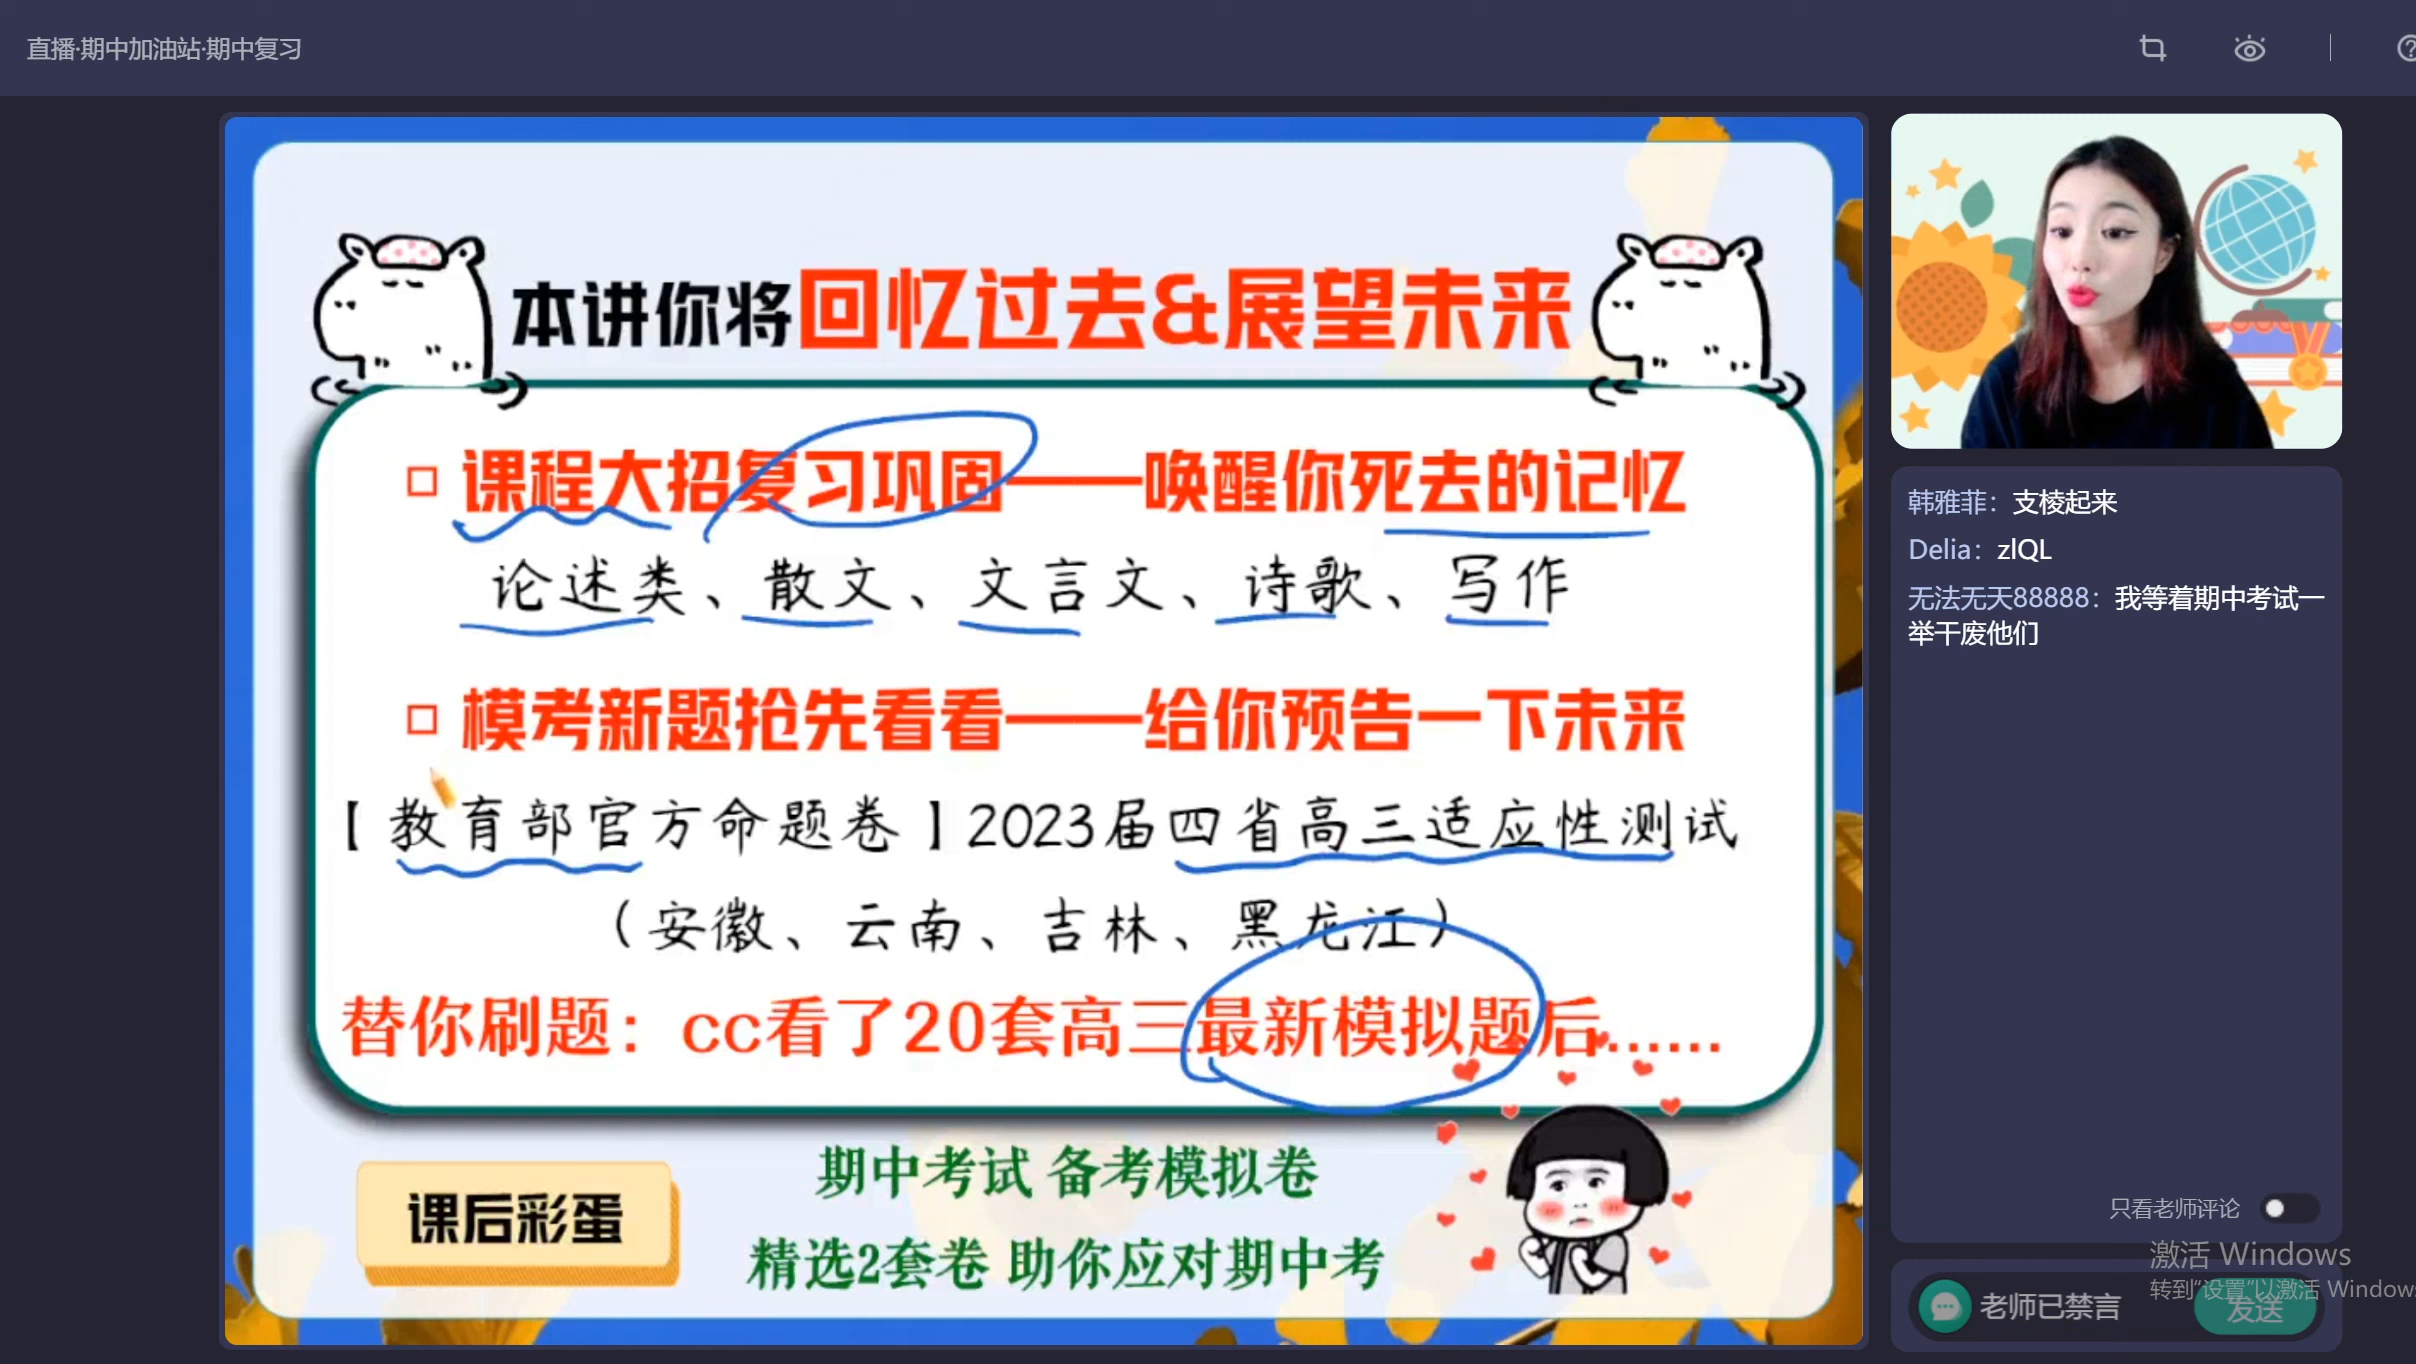 直播·期中加油站·期中复习
本讲你将回忆过去&展望未来
课程大招复习巩固——唤醒你死去的记忆
论述类、散文、文言文、诗歌、写作
模考新题抢先看看——给你预告一下未来
【教育部官方命题卷】2023届四省高三适应性测试
（安徽、云南、吉林、黑龙江）
替你刷题：cc看了20套高三最新模拟题后……
课后彩蛋
期中考试 备考模拟卷
精选2套卷 助你应对期中考
韩雅菲：支棱起来
Delia：zlQL
无法无天88888：我等着期中考试一
举干废他们
只看老师评论
激活 Windows
转到“设置”以激活 Windows
老师已禁言
发送